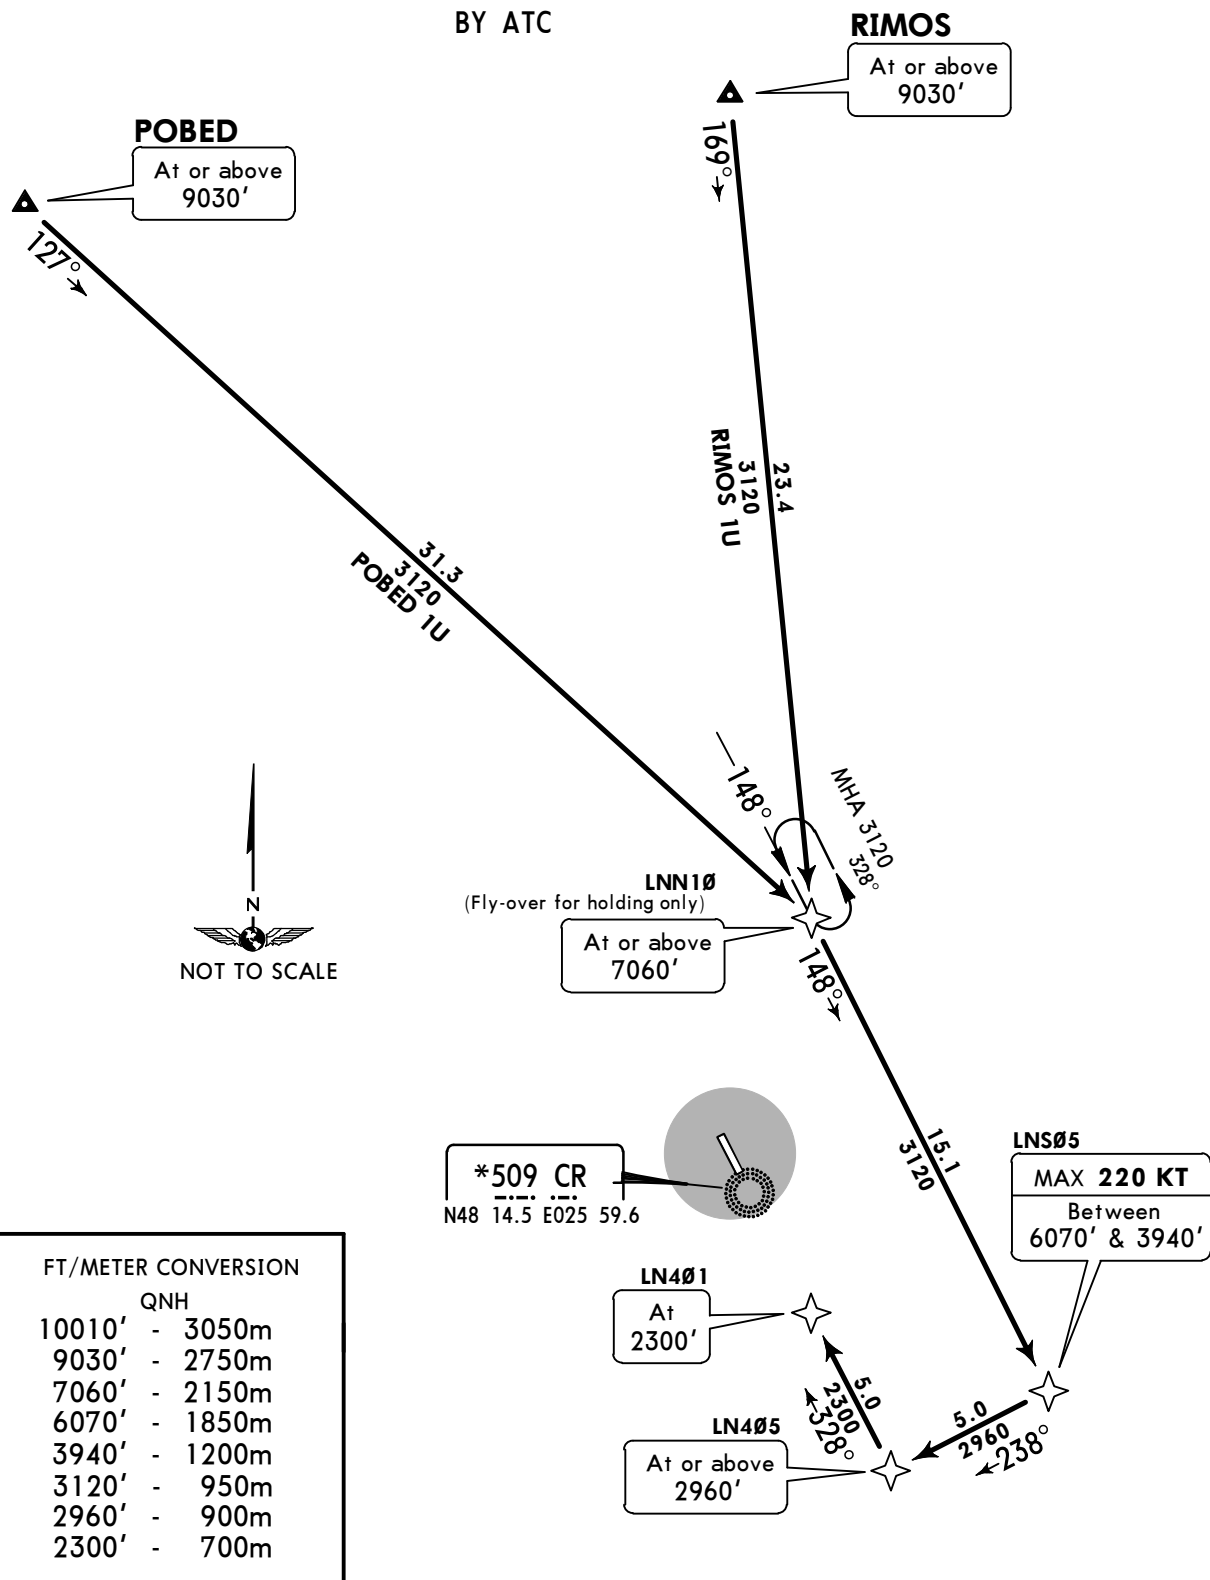 BY ATC
RIMOS
At or above
9030'
POBED
At or above
9030'
169°
127°
23.4
3120
RIMOS 1U
31.3
3120
POBED 1U
148°
MHA 3120
328°
LNN1Ø
(Fly-over for holding only)
At or above
7060'
N
NOT TO SCALE
148°
15.1
3120
LNSØ5
MAX 220 KT
Between
6070' & 3940'
*509 CR
N48 14.5 E025 59.6
LN4Ø1
At
2300'
5.0
2300
328°
LN4Ø5
At or above
2960'
5.0
2960
238°
FT/METER CONVERSION
QNH
10010' - 3050m
9030' - 2750m
7060' - 2150m
6070' - 1850m
3940' - 1200m
3120' - 950m
2960' - 900m
2300' - 700m